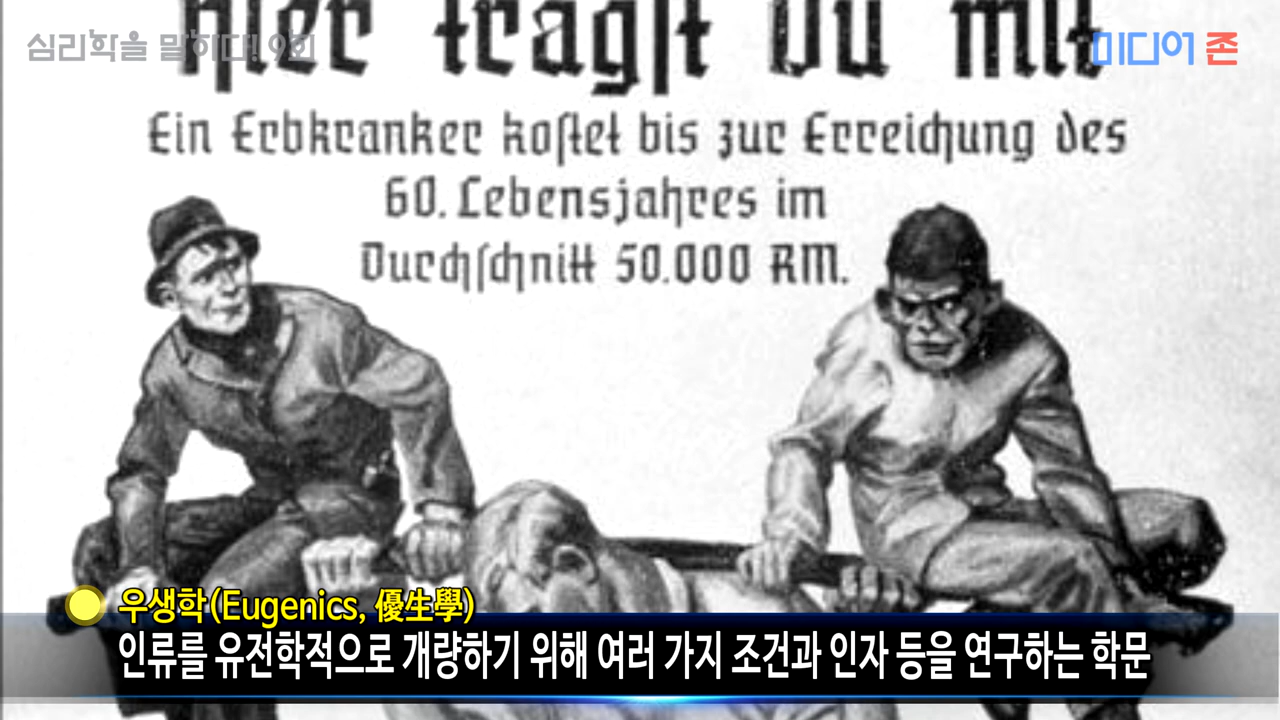 심리학을 말하다! 9회
미디어 존
hier trägst Du mit
Ein Erbkranker kostet bis zur Erreichung des
60. Lebensjahres im
Durchschnitt 50.000 RM.
우생학(Eugenics, 優生學)
인류를 유전학적으로 개량하기 위해 여러 가지 조건과 인자 등을 연구하는 학문